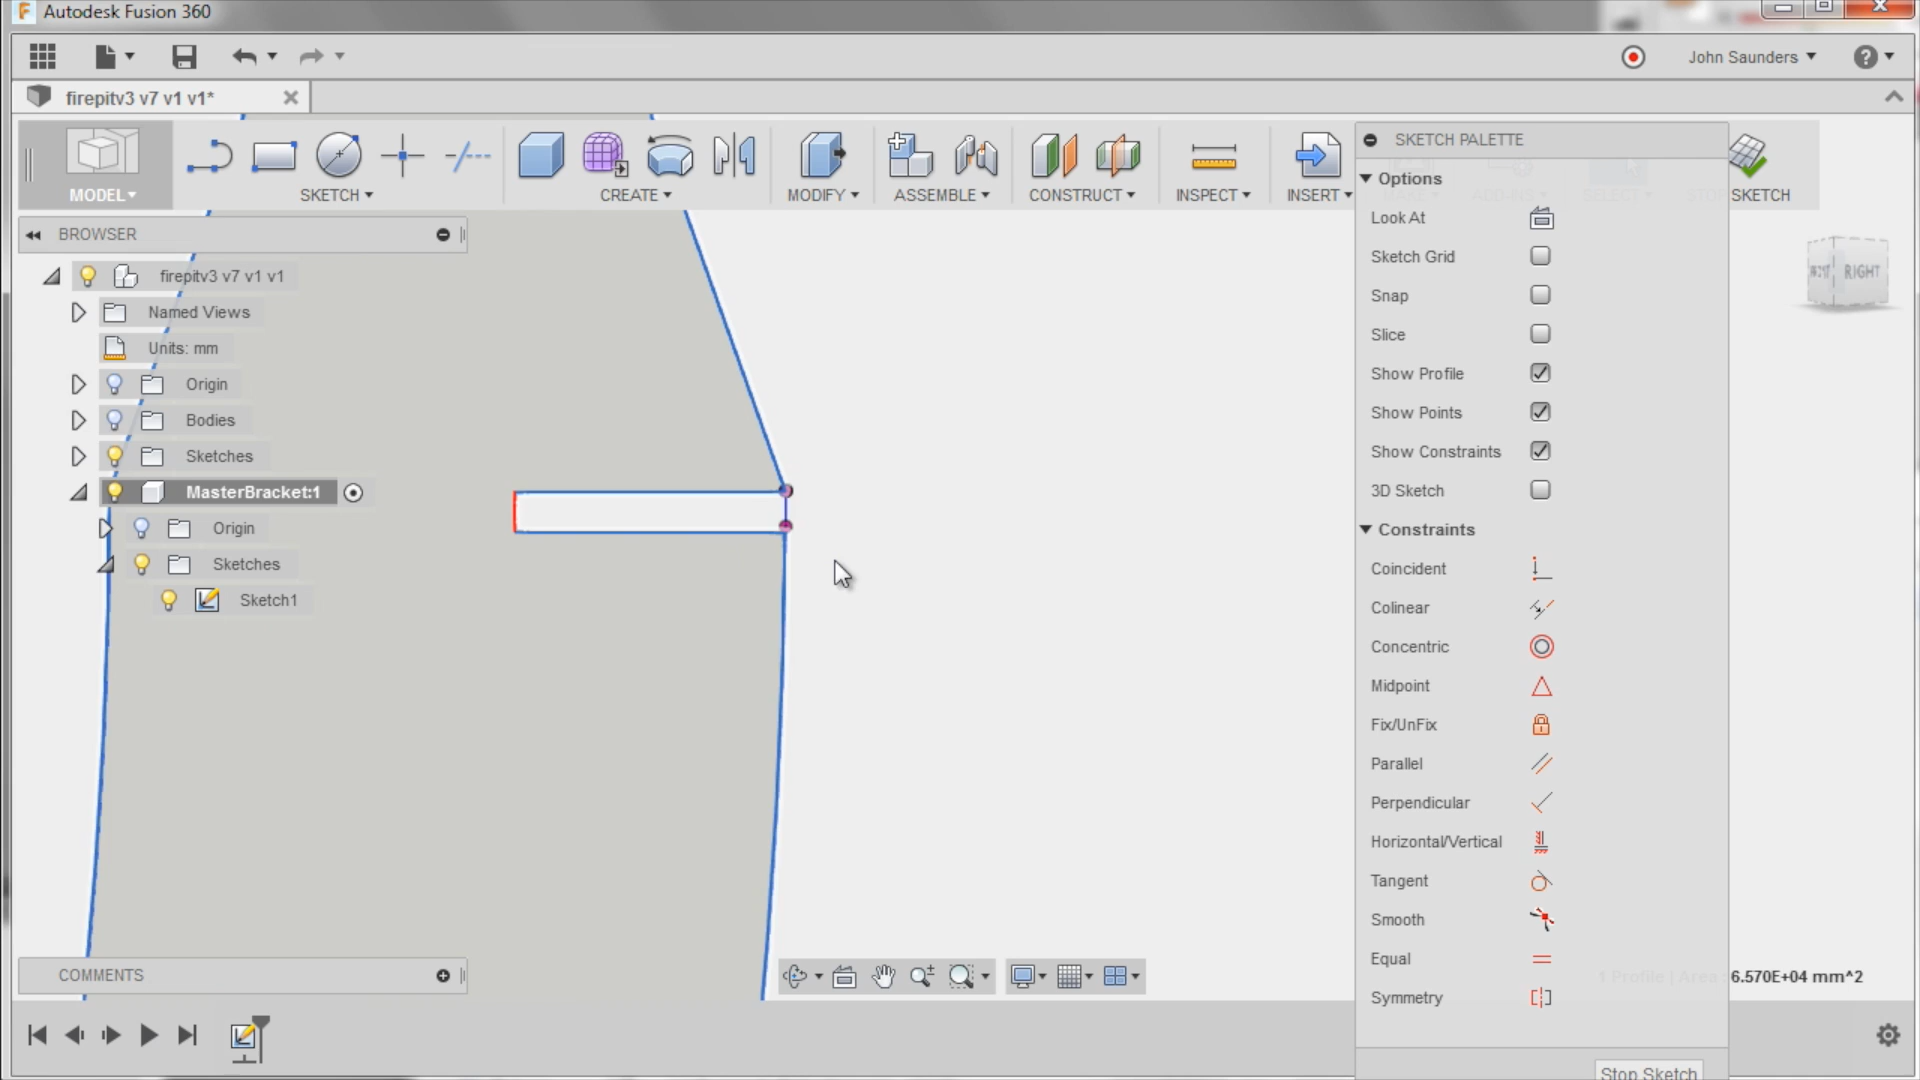 Autodesk Fusion 360
John Saunders
firepitv3 v7 v1 v1*
MODEL
SKETCH
CREATE
MODIFY
ASSEMBLE
CONSTRUCT
INSPECT
INSERT
SKETCH
SKETCH PALETTE
Options
Look At
Sketch Grid
Snap
Slice
Show Profile
Show Points
Show Constraints
3D Sketch
Constraints
Coincident
Colinear
Concentric
Midpoint
Fix/UnFix
Parallel
Perpendicular
Horizontal/Vertical
Tangent
Smooth
Equal
Symmetry
Stop Sketch
RIGHT
BROWSER
firepitv3 v7 v1 v1
Named Views
Units: mm
Origin
Bodies
Sketches
MasterBracket:1
Origin
Sketches
Sketch1
COMMENTS
1 Profile | Area : 6.570E+04 mm^2